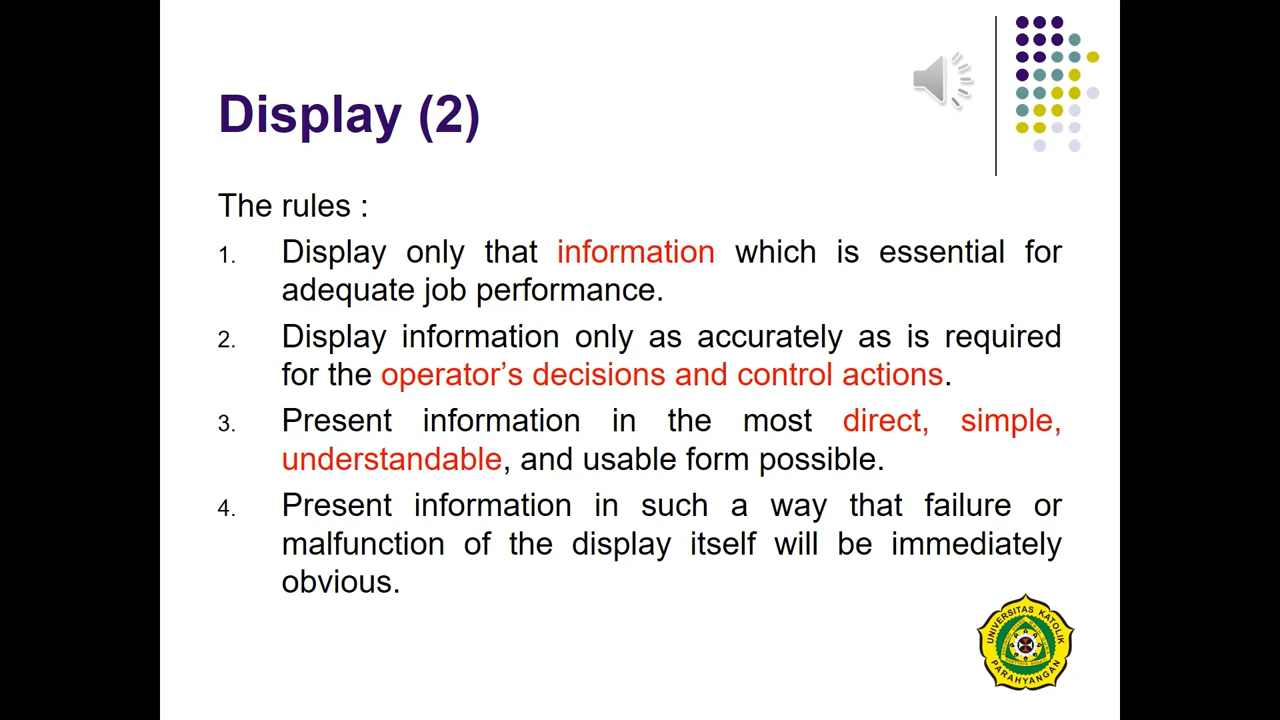 Display (2)
The rules :
1. Display only that information which is essential for
adequate job performance.
2. Display information only as accurately as is required
for the operator’s decisions and control actions.
3. Present information in the most direct, simple,
understandable, and usable form possible.
4. Present information in such a way that failure or
malfunction of the display itself will be immediately
obvious.
UNIVERSITAS KATOLIK
PARAHYANGAN